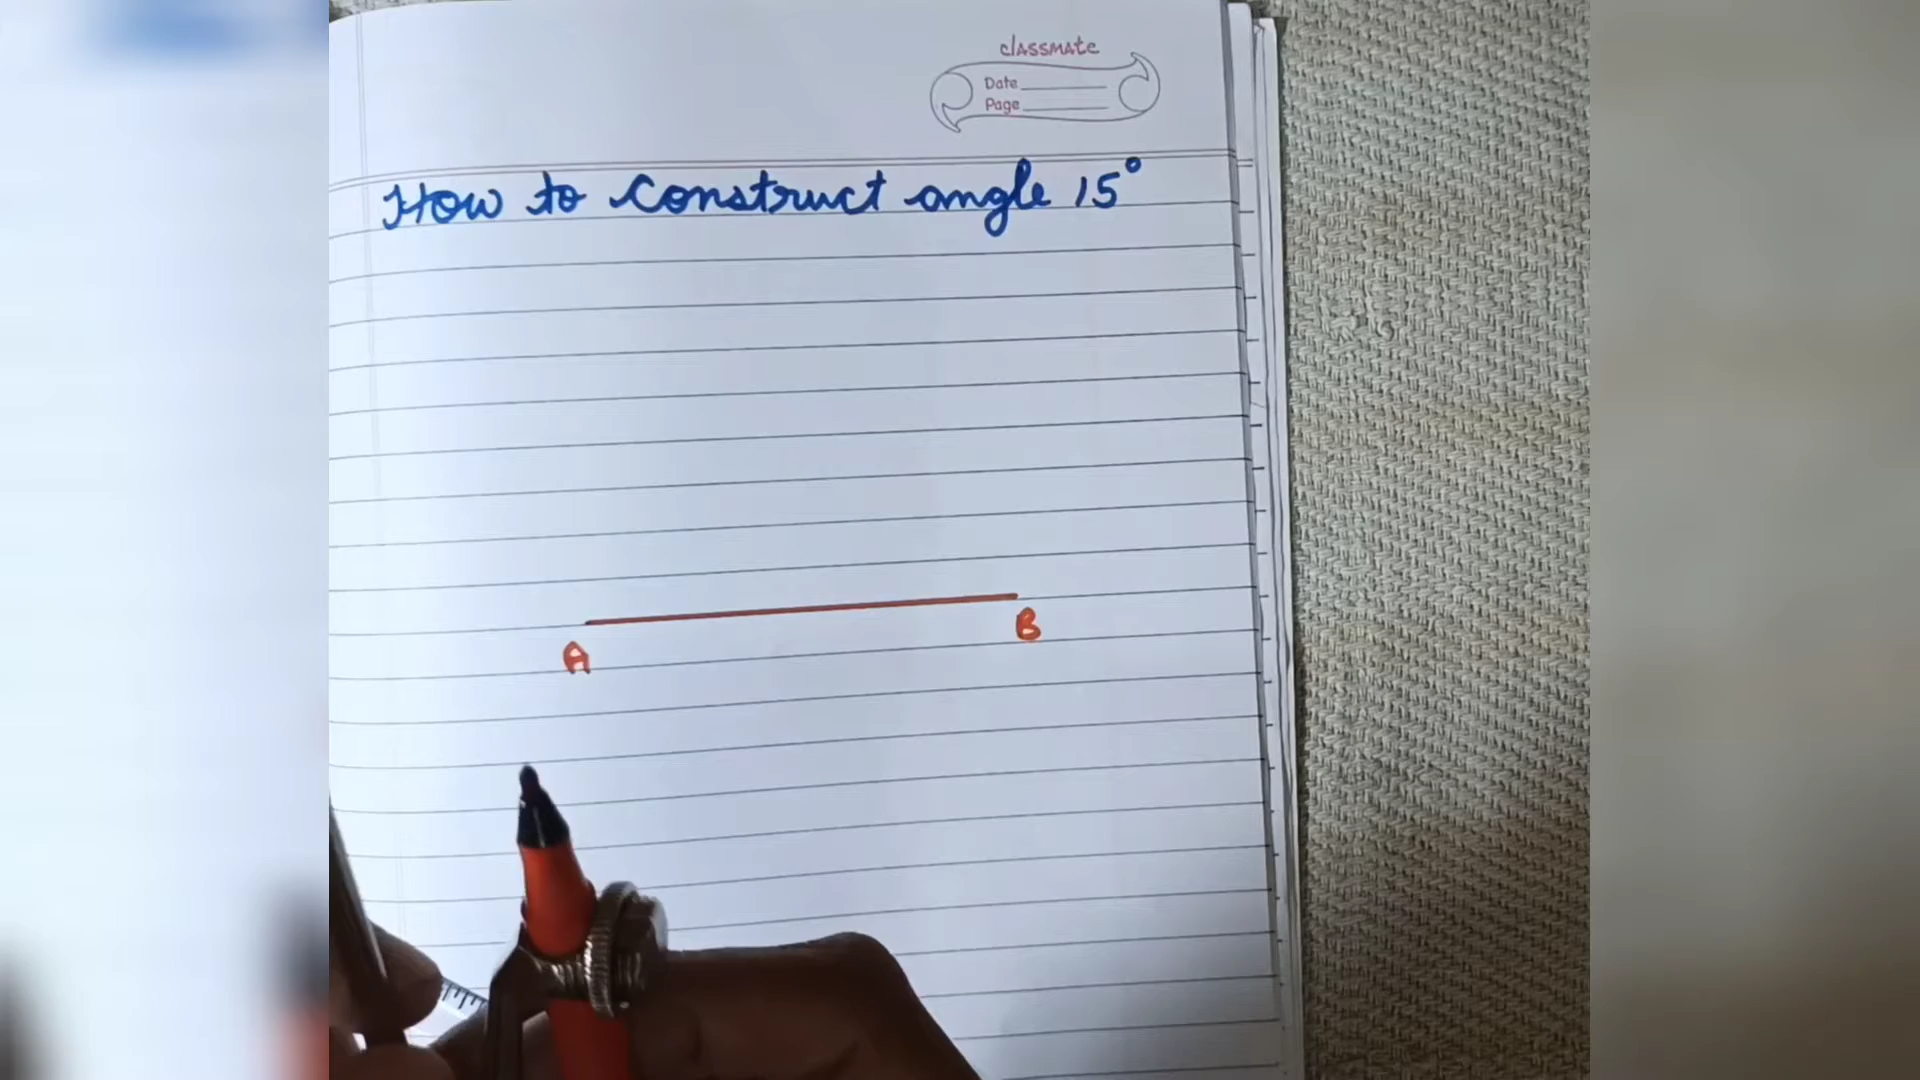 classmate
Date
Page
How to construct angle 15°
A
B